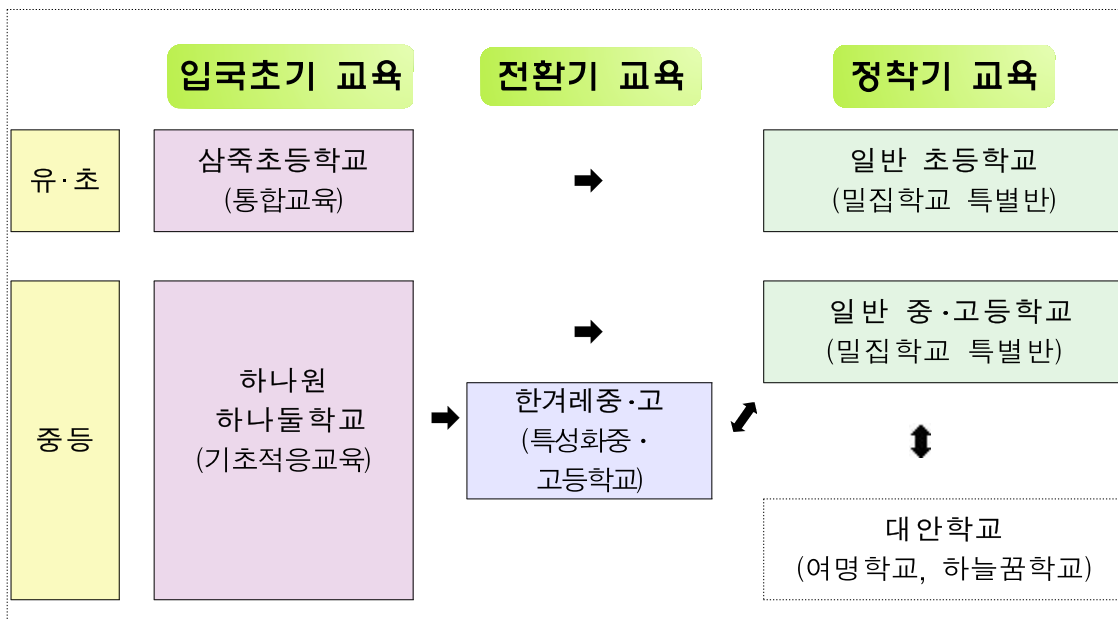 입국초기 교육
전환기 교육
정착기 교육
유·초
삼죽초등학교
(통합교육)
일반 초등학교
(밀집학교 특별반)
중등
하나원
하나둘학교
(기초적응교육)
한겨레중·고
(특성화중·
고등학교)
일반 중·고등학교
(밀집학교 특별반)
대안학교
(여명학교, 하늘꿈학교)